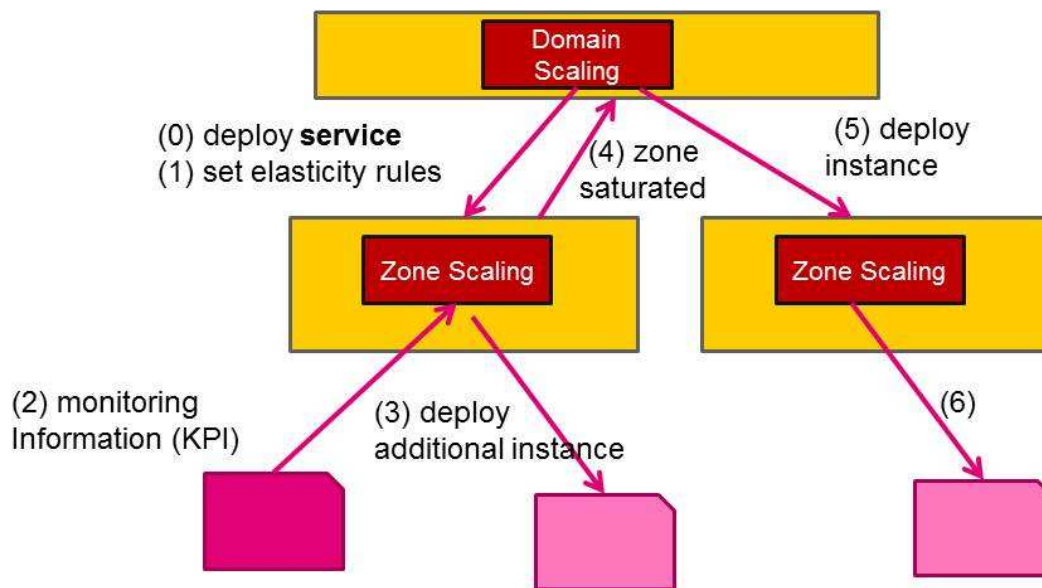 Domain
Scaling
(0) deploy service
(1) set elasticity rules
(4) zone
saturated
(5) deploy
instance
Zone Scaling
Zone Scaling
(2) monitoring
Information (KPI)
(3) deploy
additional instance
(6)